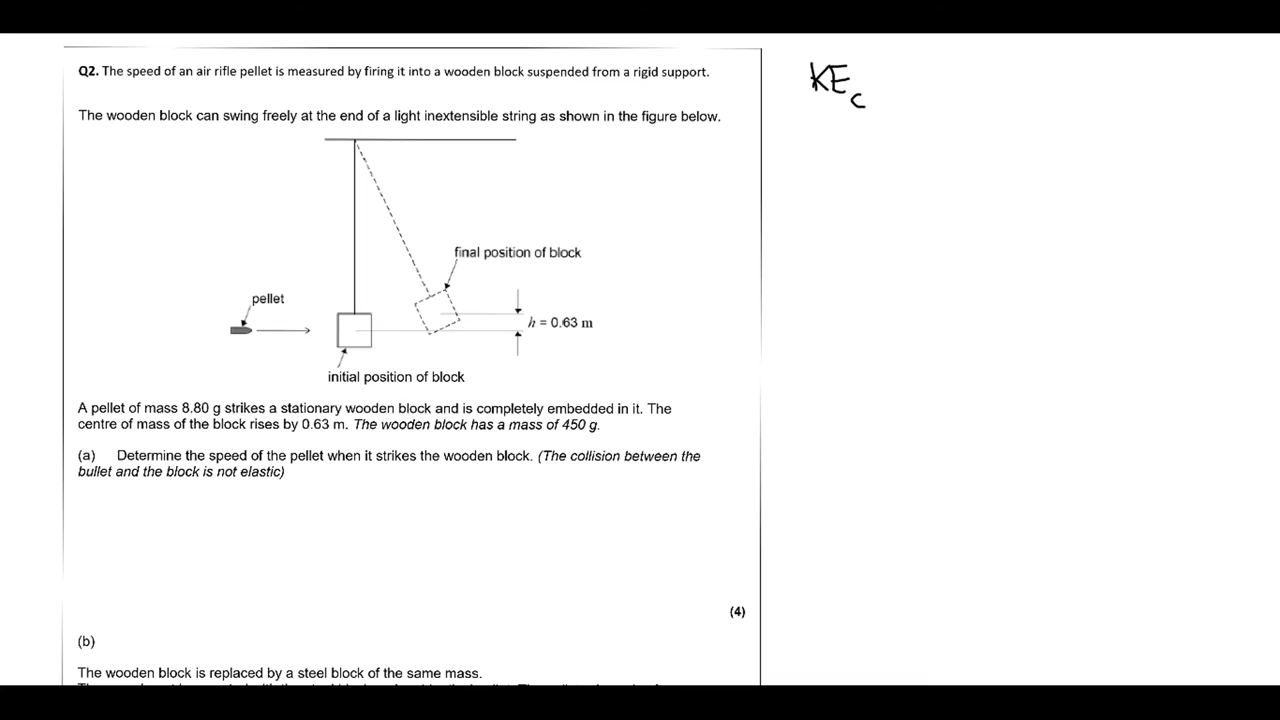 Q2. The speed of an air rifle pellet is measured by firing it into a wooden block suspended from a rigid support.
KE_C
The wooden block can swing freely at the end of a light inextensible string as shown in the figure below.
final position of block
pellet
h = 0.63 m
initial position of block
A pellet of mass 8.80 g strikes a stationary wooden block and is completely embedded in it. The
centre of mass of the block rises by 0.63 m. The wooden block has a mass of 450 g.
(a) Determine the speed of the pellet when it strikes the wooden block. (The collision between the
bullet and the block is not elastic)
(4)
(b)
The wooden block is replaced by a steel block of the same mass.